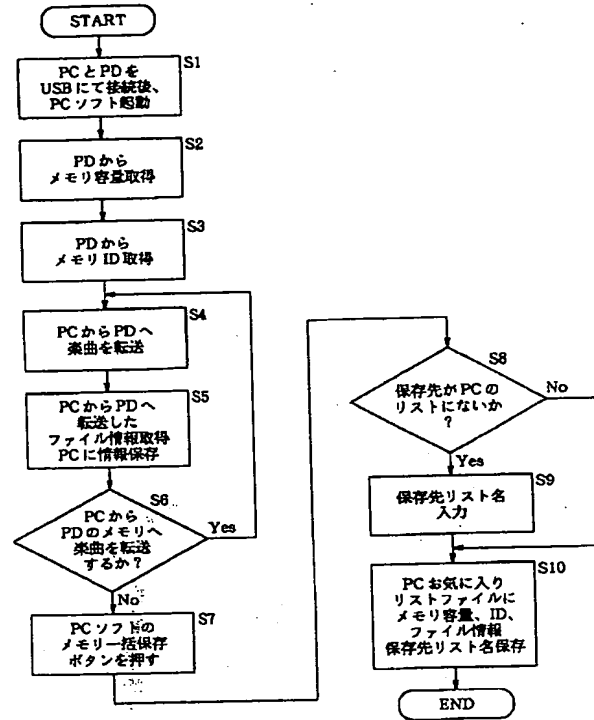 START
S1
PCとPDを
USBにて接続後、
PCソフト起動
S2
PDから
メモリ容量取得
S3
PDから
メモリID取得
S4
PCからPDへ
楽曲を転送
S5
PCからPDへ
転送した
ファイル情報取得
PCに情報保存
S6
PCから
PDのメモリへ
楽曲を転送
するか?
Yes
No
S7
PCソフトの
メモリ一括保存
ボタンを押す
S8
保存先がPCの
リストにないか
?
No
Yes
S9
保存先リスト名
入力
S10
PCお気に入り
リストファイルに
メモリ容量、ID、
ファイル情報
保存先リスト名保存
END